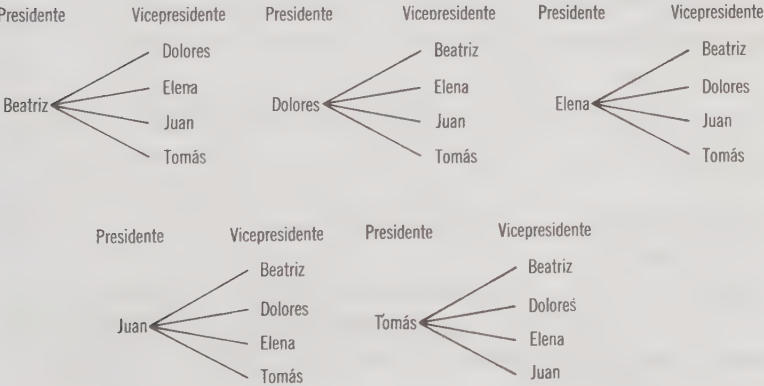 Presidente Vicepresidente Presidente Vicepresidente Presidente Vicepresidente
Dolores Beatriz Beatriz
Elena Elena Dolores
Beatriz Dolores Elena
Juan Juan Juan
Tomás Tomás Tomás
Presidente Vicepresidente Presidente Vicepresidente
Beatriz Beatriz
Dolores Dolores
Juan Tomás
Elena Elena
Tomás Juan